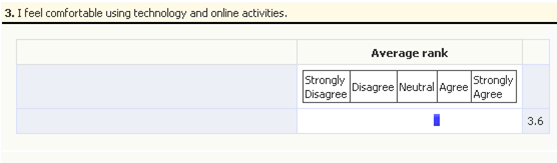 3. I feel comfortable using technology and online activities.
Average rank
Strongly Disagree Disagree Neutral Agree Strongly Agree
3.6